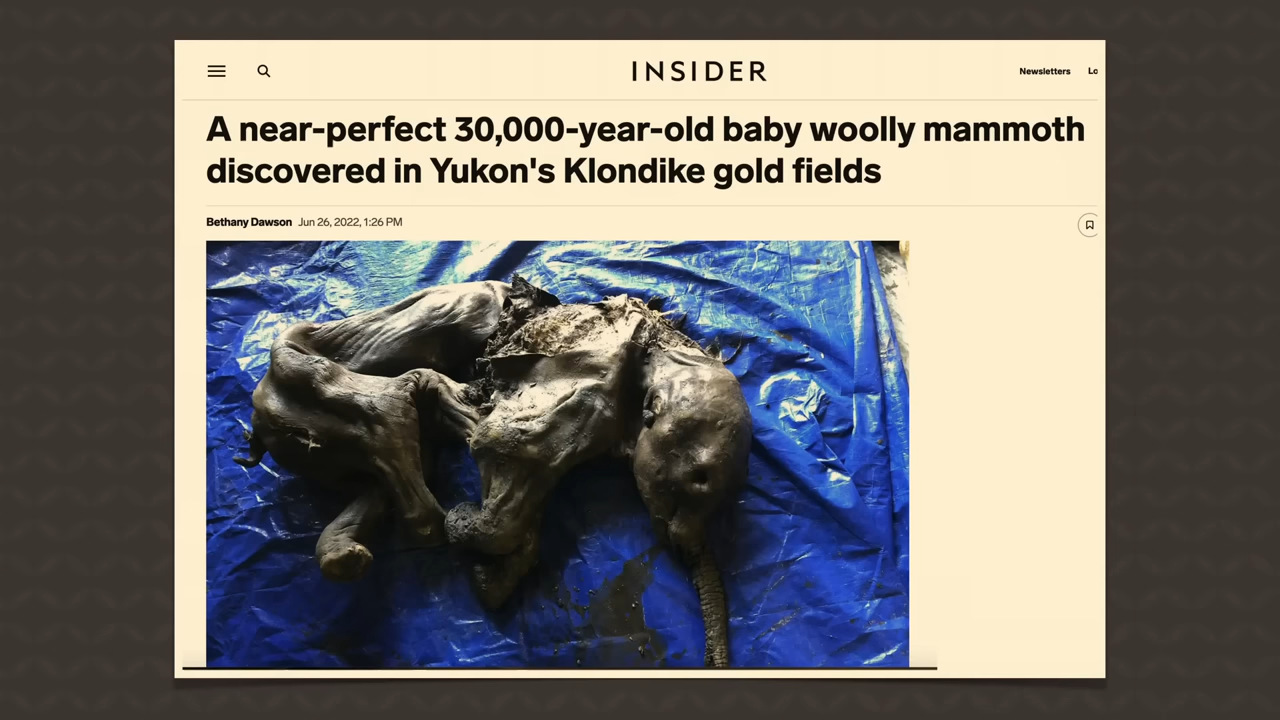 INSIDER
Newsletters
A near-perfect 30,000-year-old baby woolly mammoth
discovered in Yukon's Klondike gold fields
Bethany Dawson Jun 26, 2022, 1:26 PM